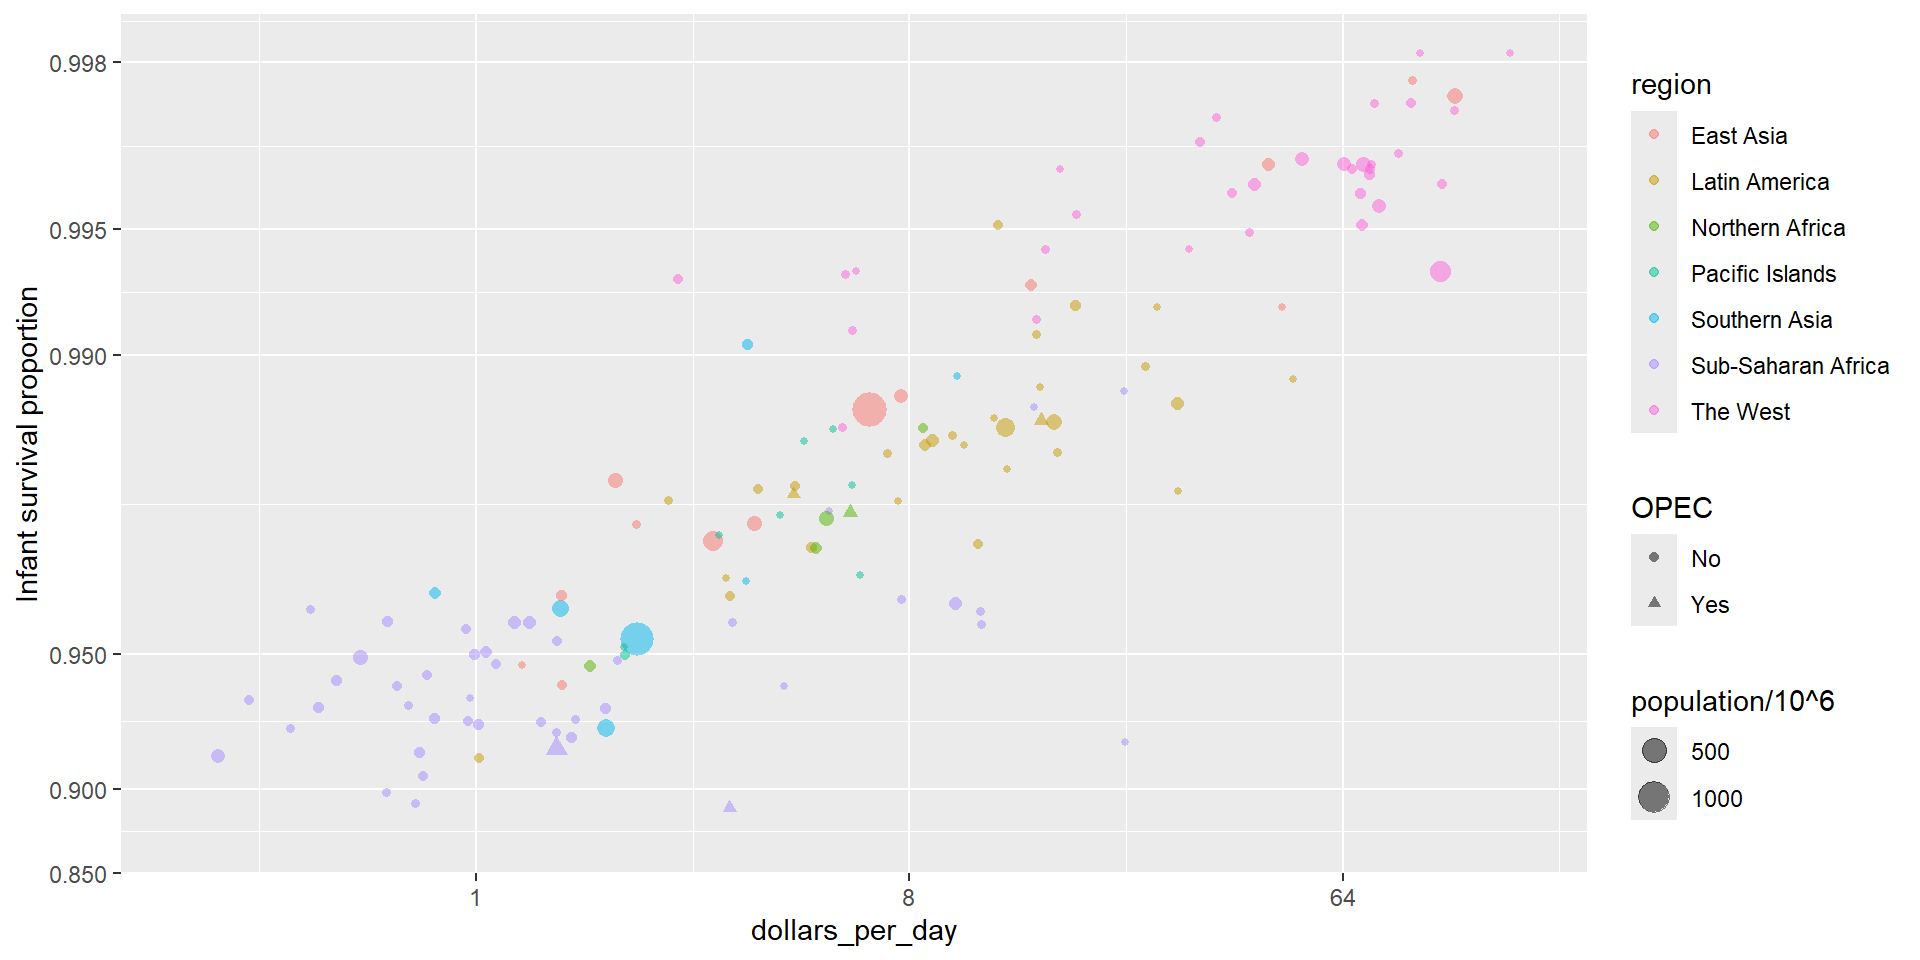 0.998
0.995
0.990
0.950
0.900
0.850
Infant survival proportion
1
8
64
dollars_per_day
region
East Asia
Latin America
Northern Africa
Pacific Islands
Southern Asia
Sub-Saharan Africa
The West
OPEC
No
Yes
population/10^6
500
1000